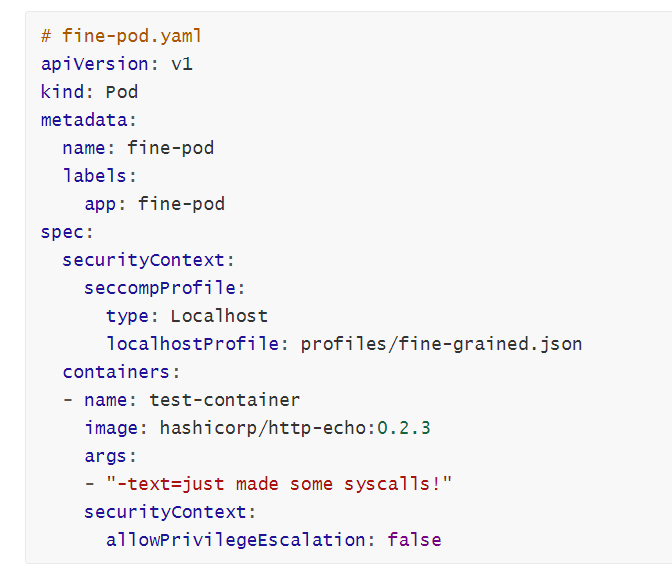 # fine-pod.yaml
apiVersion: v1
kind: Pod
metadata:
  name: fine-pod
  labels:
    app: fine-pod
spec:
  securityContext:
    seccompProfile:
      type: Localhost
      localhostProfile: profiles/fine-grained.json
  containers:
  - name: test-container
    image: hashicorp/http-echo:0.2.3
    args:
    - "-text=just made some syscalls!"
    securityContext:
      allowPrivilegeEscalation: false